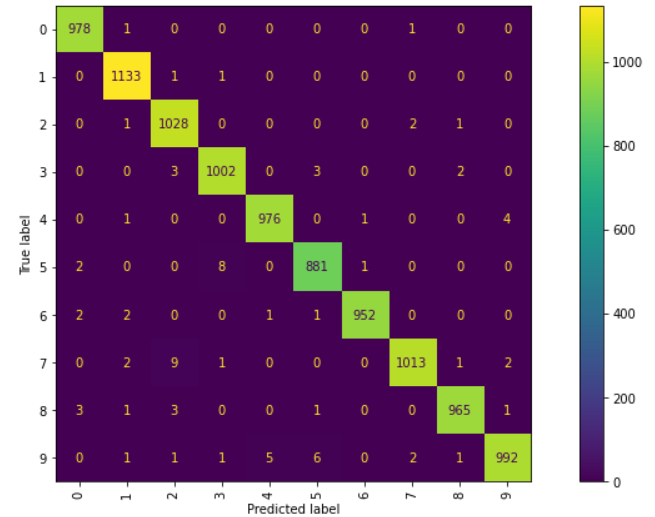 0 978 1 0 0 0 0 0 1 0 0
1 0 1133 1 1 0 0 0 0 0 0
2 0 1 1028 0 0 0 0 2 1 0
3 0 0 3 1002 0 3 0 0 2 0
4 0 1 0 0 976 0 1 0 0 4
5 2 0 0 8 0 881 1 0 0 0
6 2 2 0 0 1 1 952 0 0 0
7 0 2 9 1 0 0 0 1013 1 2
8 3 1 3 0 0 1 0 0 965 1
9 0 1 1 1 5 6 0 2 1 992
0 1 2 3 4 5 6 7 8 9
Predicted label
True label
1000
800
600
400
200
0